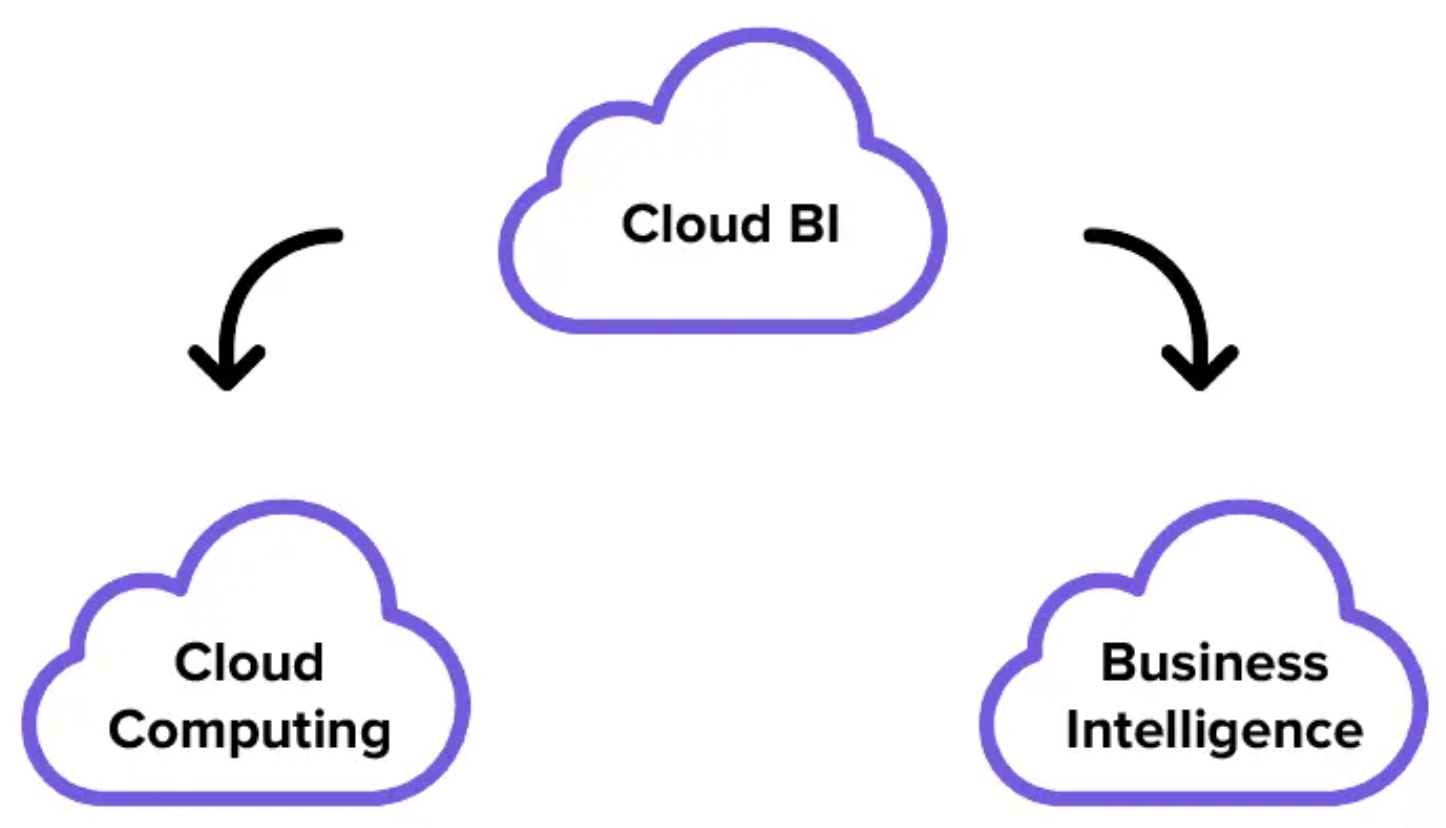 Cloud BI
Cloud
Computing
Business
Intelligence